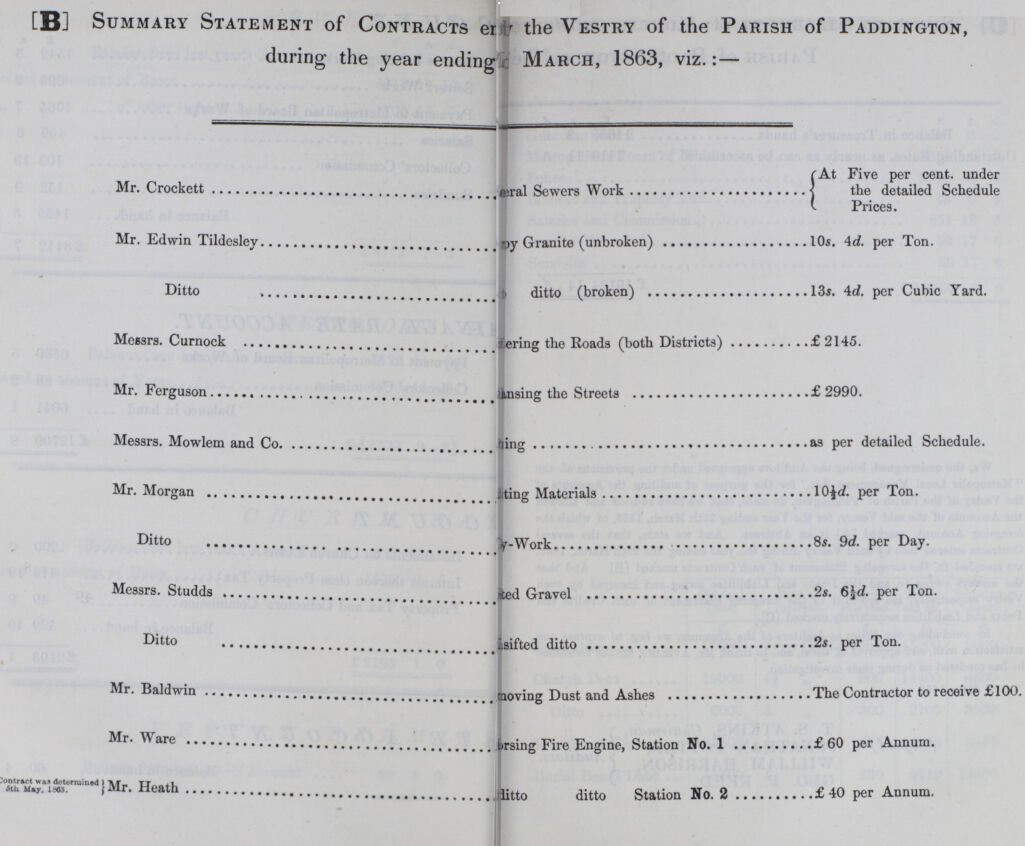 [B] SUMMARY STATEMENT of CONTRACTS en the VESTRY of the PARISH of PADDINGTON,
during the year ending MARCH, 1863, viz.:—
Mr. Crockett ... eral Sewers Work ... { At Five per cent. under
the detailed Schedule
Prices.
Mr. Edwin Tildesley ... by Granite (unbroken) ... 10s. 4d. per Ton.
Ditto ... ditto (broken) ... 13s. 4d. per Cubic Yard.
Messrs. Curnock ... ering the Roads (both Districts) ... £ 2145.
Mr. Ferguson ... ansing the Streets ... £ 2990.
Messrs. Mowlem and Co. ... ing ... as per detailed Schedule.
Mr. Morgan ... ting Materials ... 10½d. per Ton.
Ditto ... y-Work ... 8s. 9d. per Day.
Messrs. Studds ... ted Gravel ... 2s. 6½d. per Ton.
Ditto ... sifted ditto ... 2s. per Ton.
Mr. Baldwin ... moving Dust and Ashes ... The Contractor to receive £100.
Mr. Ware ... orsing Fire Engine, Station No. 1 ... £ 60 per Annum.
Contract was determined
5th May, 1863. } Mr. Heath ... ditto ditto Station No. 2 ... £ 40 per Annum.